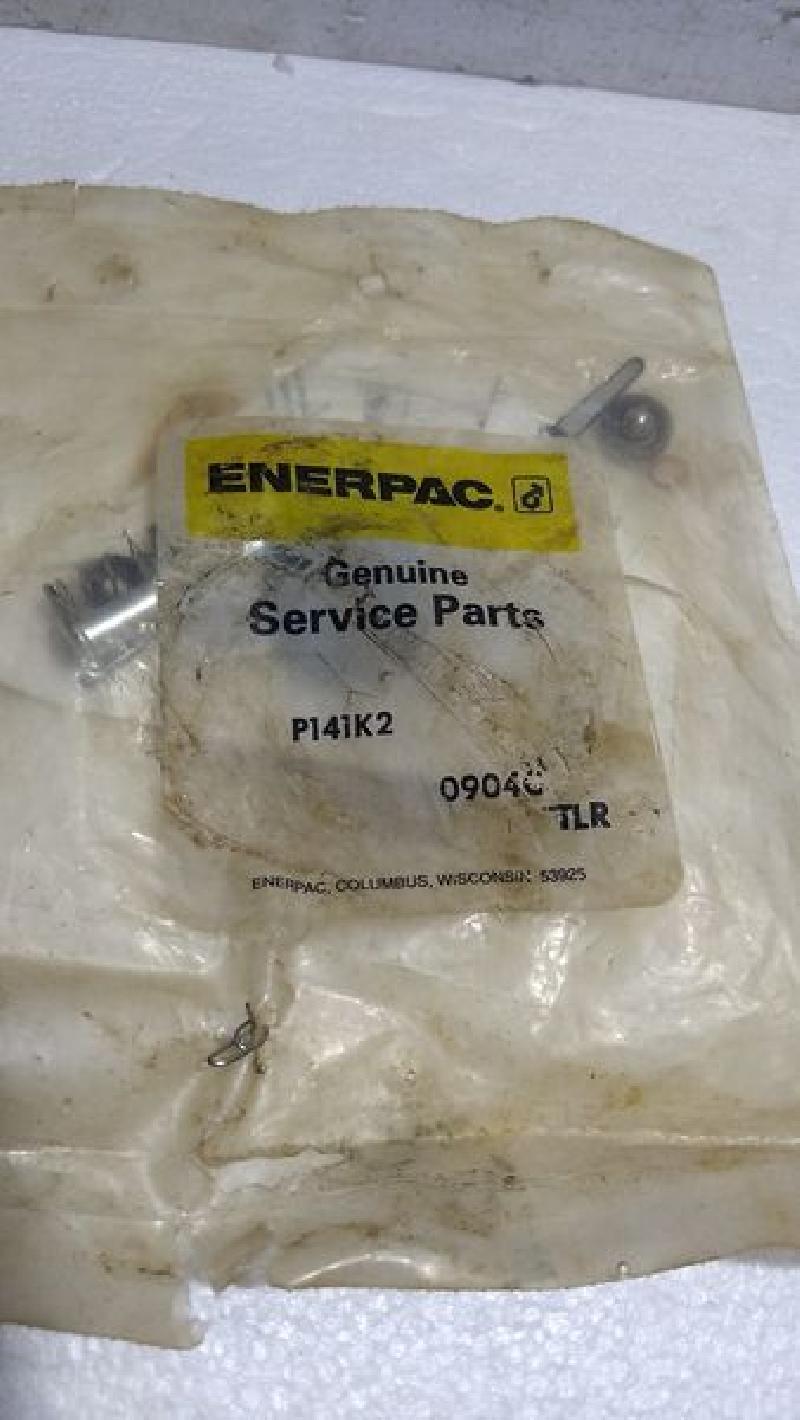 ENERPAC.
Genuine
Service Parts
P141K2
TLR
ENERPAC, COLUMBUS, WISCONSIN 53925